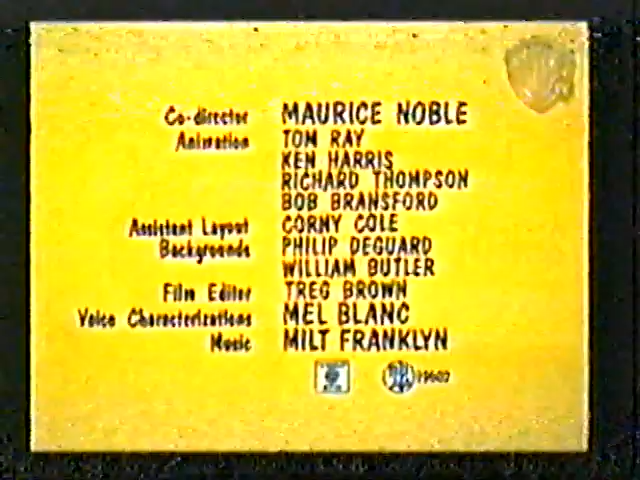 Co-director MAURICE NOBLE
Animation TOM RAY
KEN HARRIS
RICHARD THOMPSON
BOB BRANSFORD
Assistant Layout CORNY COLE
Backgrounds PHILIP DEGUARD
WILLIAM BUTLER
Film Editor TREG BROWN
Voice Characterizations MEL BLANC
Music MILT FRANKLYN